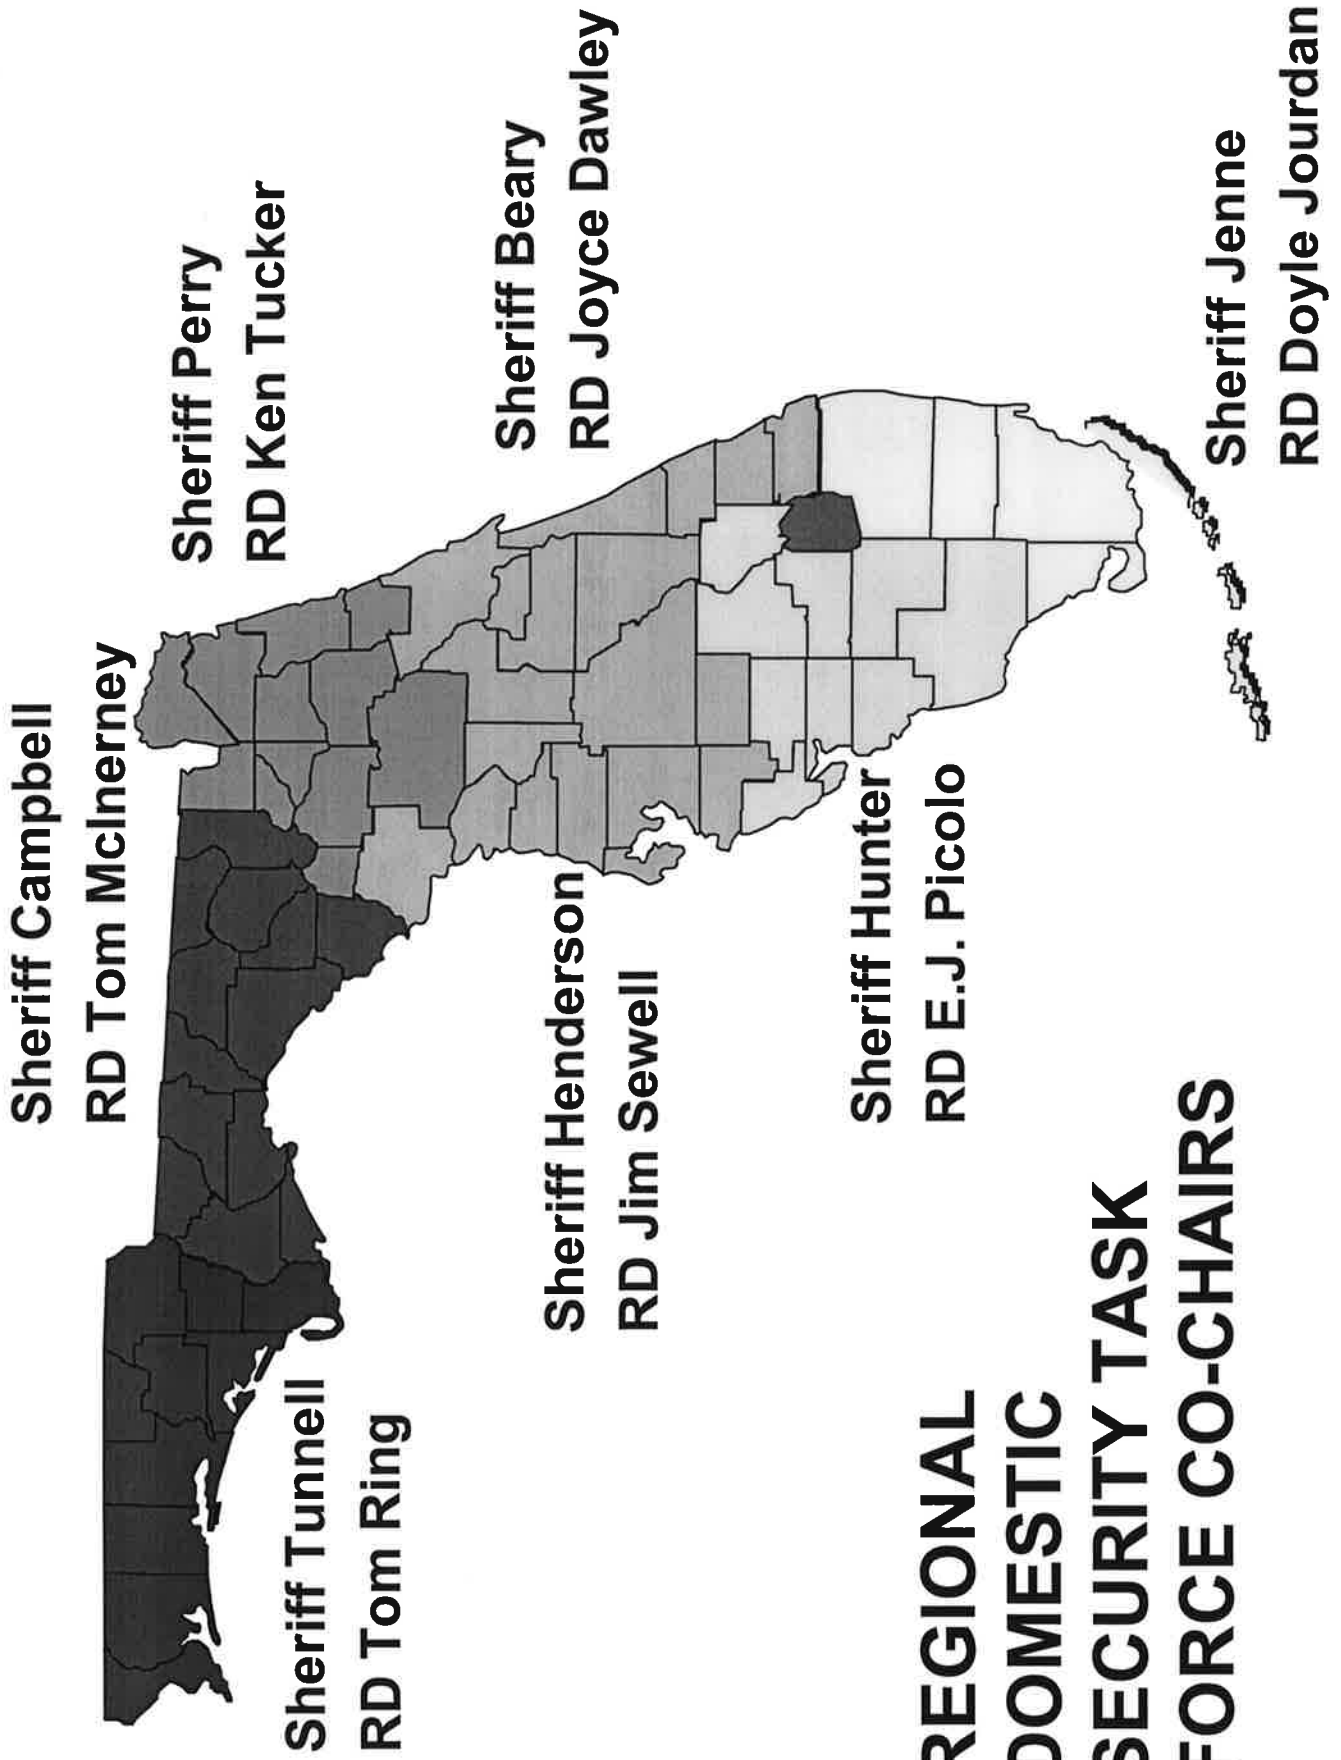 Sheriff Campbell
RD Tom McInerney
Sheriff Perry
RD Ken Tucker
Sheriff Tunnell
RD Tom Ring
Sheriff Beary
RD Joyce Dawley
Sheriff Henderson
RD Jim Sewell
Sheriff Hunter
RD E.J. Picolo
Sheriff Jenne
RD Doyle Jourdan
REGIONAL
DOMESTIC
SECURITY TASK
FORCE CO-CHAIRS